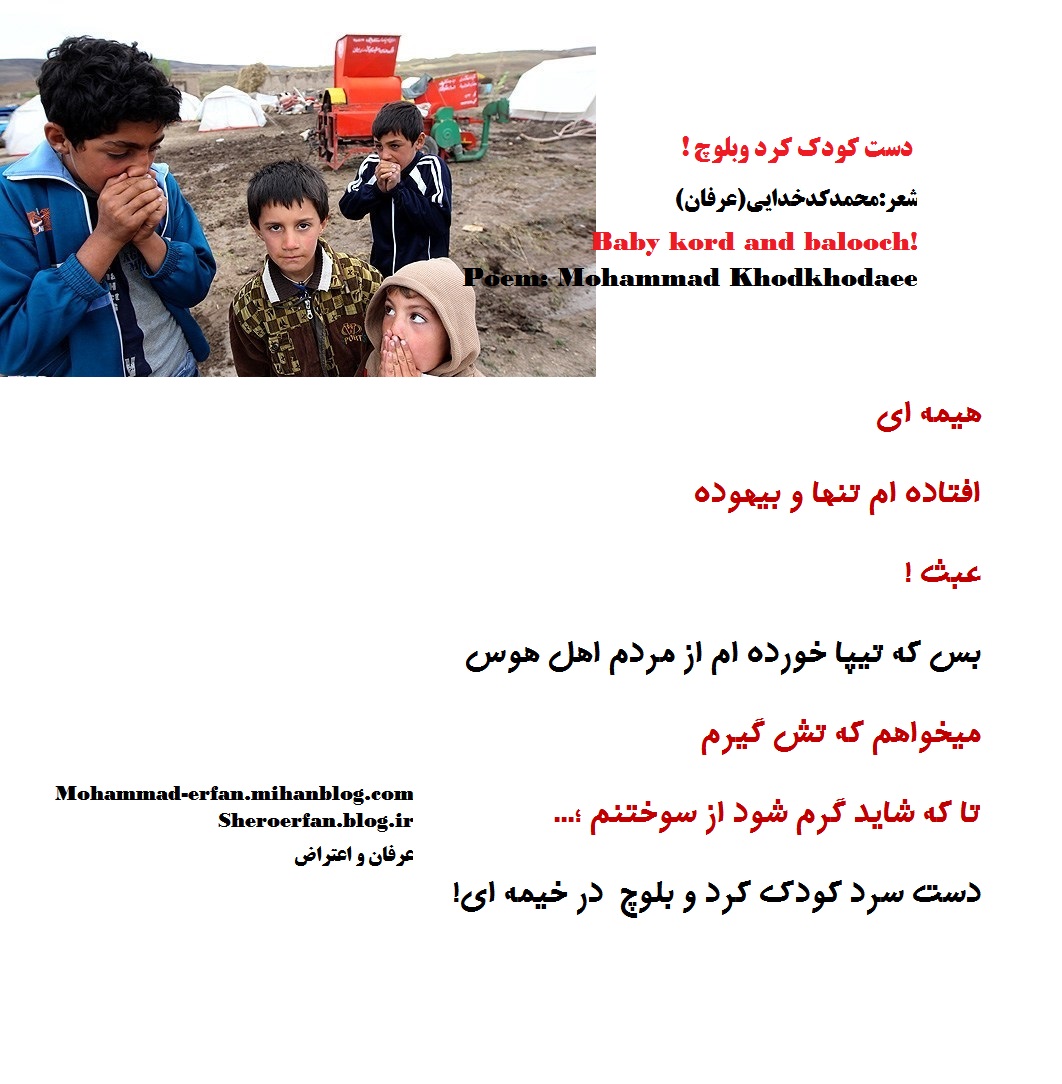 دست کودک کرد وبلوچ !
شعر:محمدکدخدایی(عرفان)
Baby kord and balooch!
Poem: Mohammad Khodkhodaee
هیمه ای
افتاده ام تنها و بیهوده
عبث !
بس که تیپا خورده ام از مردم اهل هوس
میخواهم که تش گیرم
تا که شاید گرم شود از سوختنم ؛...
دست سرد کودک کرد و بلوچ در خیمه ای!
Mohammad-erfan.mihanblog.com
Sheroerfan.blog.ir
عرفان و اعتراض